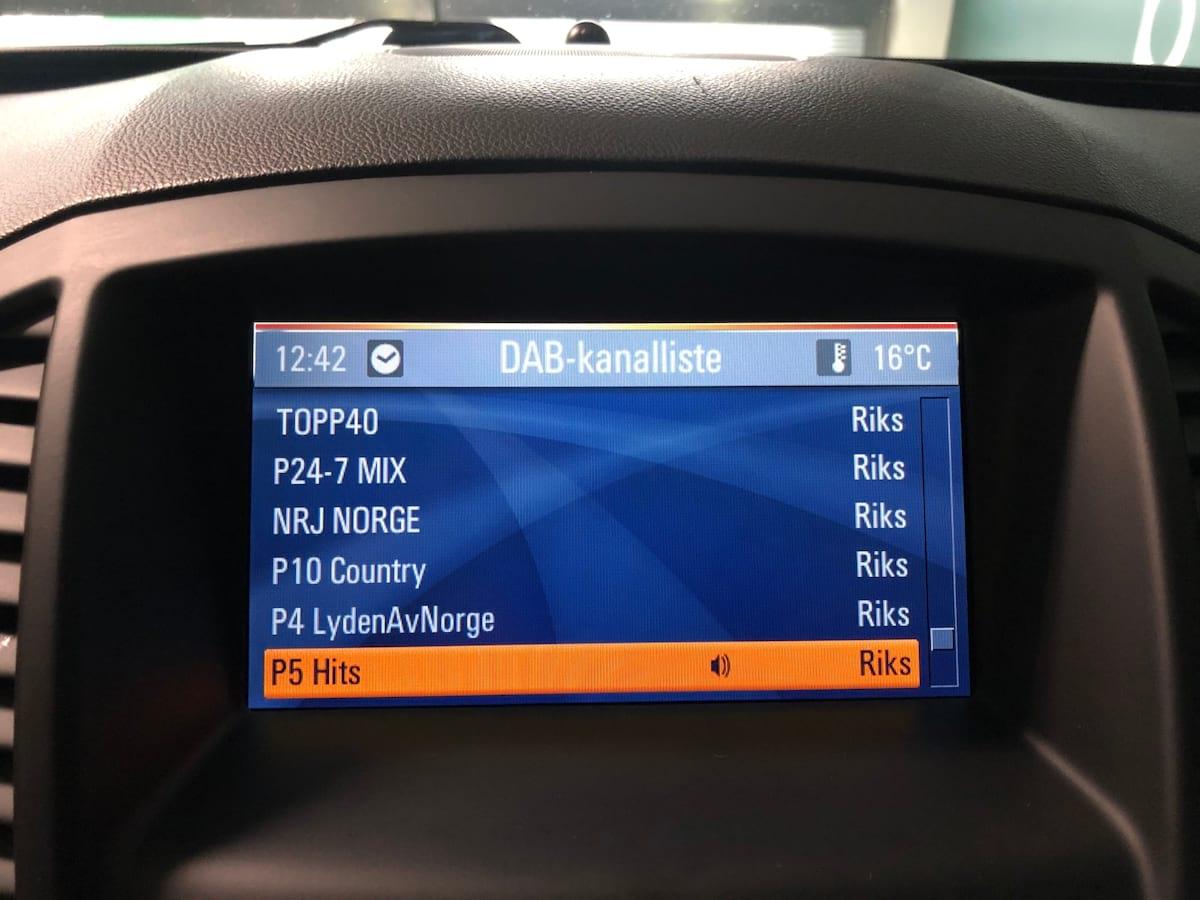 12:42 DAB-kanalliste 16°C
TOPP40 Riks
P24-7 MIX Riks
NRJ NORGE Riks
P10 Country Riks
P4 LydenAvNorge Riks
P5 Hits Riks